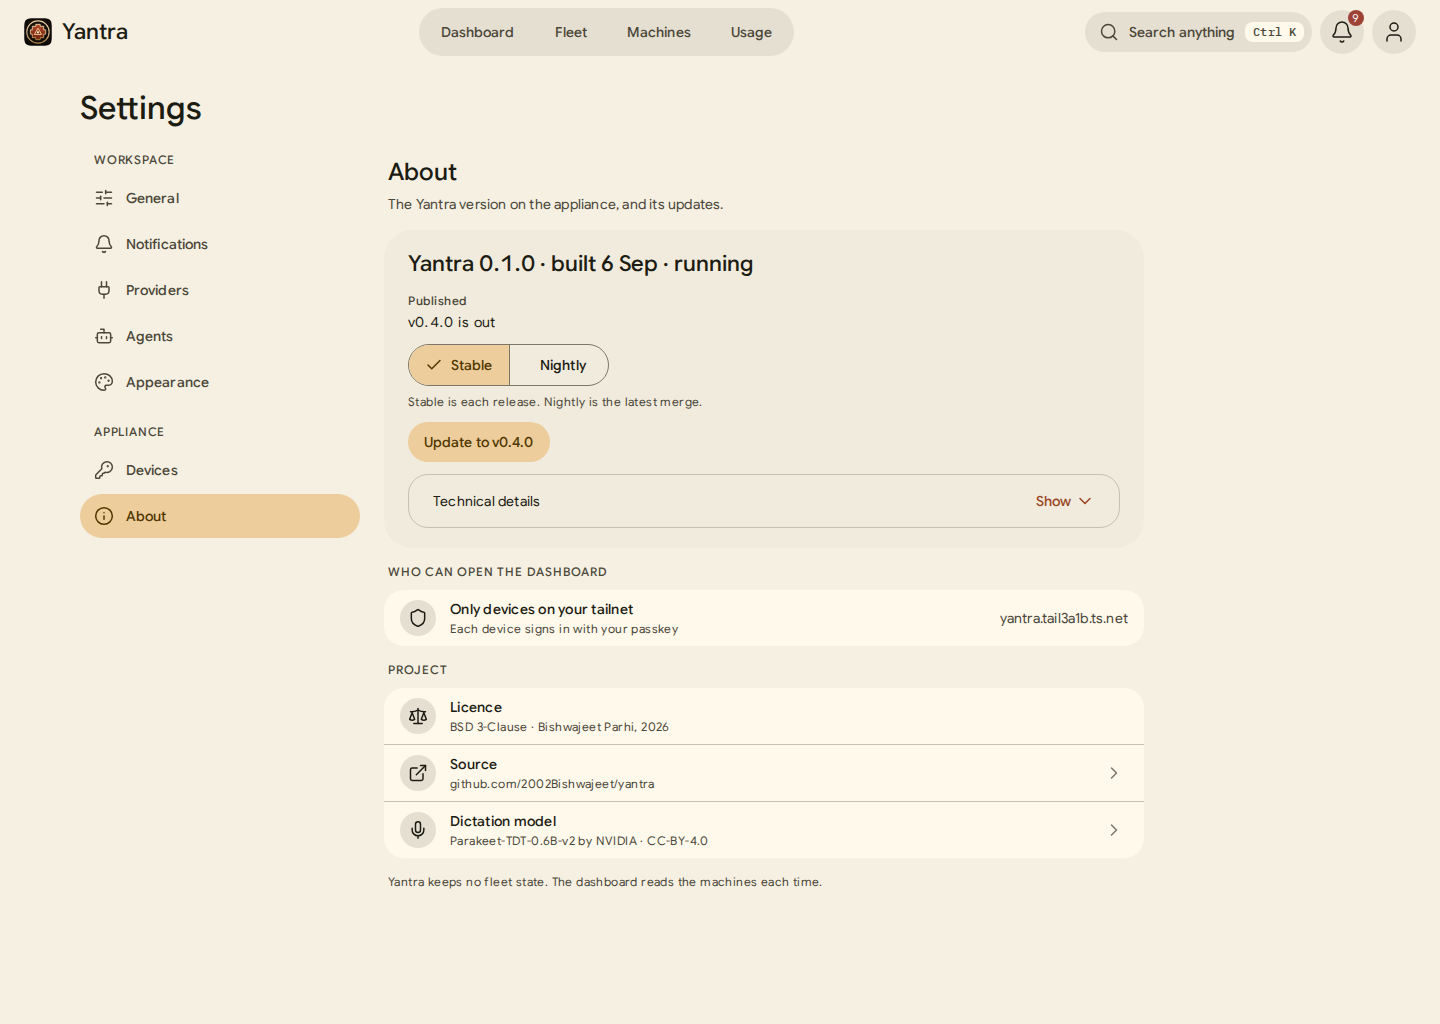 Yantra
Dashboard
Fleet
Machines
Usage
Search anything
Ctrl K
9
Settings
WORKSPACE
General
Notifications
Providers
Agents
Appearance
APPLIANCE
Devices
About
About
The Yantra version on the appliance, and its updates.
Yantra 0.1.0 · built 6 Sep · running
Published
v0.4.0 is out
Stable
Nightly
Stable is each release. Nightly is the latest merge.
Update to v0.4.0
Technical details
Show
WHO CAN OPEN THE DASHBOARD
Only devices on your tailnet
Each device signs in with your passkey
yantra.tail3a1b.ts.net
PROJECT
Licence
BSD 3-Clause · Bishwajeet Parhi, 2026
Source
github.com/2002Bishwajeet/yantra
Dictation model
Parakeet-TDT-0.6B-v2 by NVIDIA · CC-BY-4.0
Yantra keeps no fleet state. The dashboard reads the machines each time.